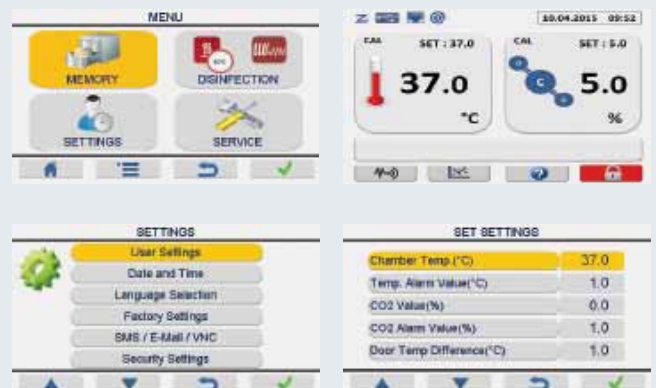 MENU
MEMORY
DISINFECTION
SETTINGS
SERVICE
10.04.2015 09:52
CAL SET : 37.0
37.0
°C
CAL SET : 5.0
C
5.0
%
SETTINGS
User Settings
Date and Time
Language Selection
Factory Settings
SMS / E-Mail / VNC
Security Settings
SET SETTINGS
Chamber Temp.(°C) 37.0
Temp. Alarm Value(°C) 1.0
CO2 Value(%) 0.0
CO2 Alarm Value(%) 1.0
Door Temp Difference(°C) 1.0